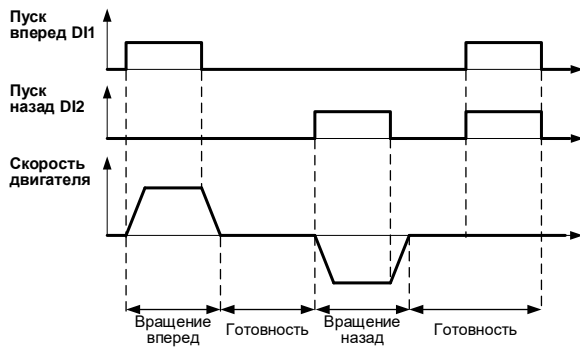 Пуск
вперед DI1
Пуск
назад DI2
Скорость
двигателя
Вращение
вперед
Готовность
Вращение
назад
Готовность